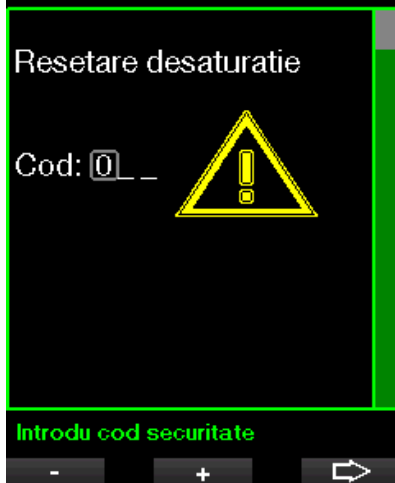 Resetare desaturatie
Cod: 0_ _
Introdu cod securitate
- +